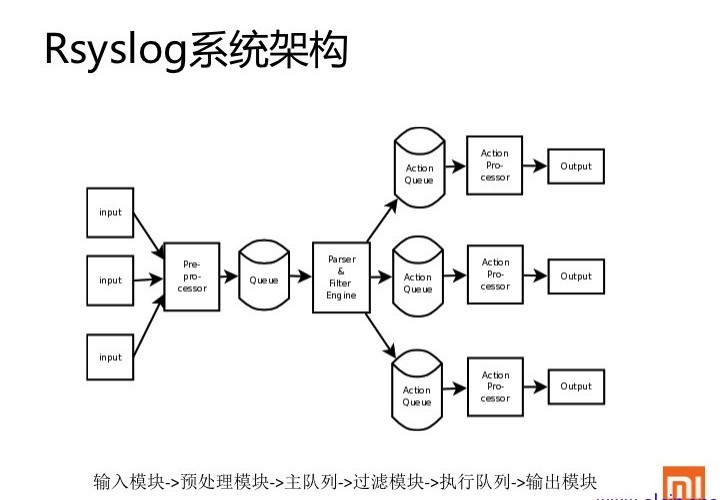 Rsyslog系统架构
input
input
input
Pre-
pro-
cessor
Queue
Parser
&
Filter
Engine
Action
Queue
Action
Pro-
cessor
Output
Action
Queue
Action
Pro-
cessor
Output
Action
Queue
Action
Pro-
cessor
Output
输入模块->预处理模块->主队列->过滤模块->执行队列->输出模块